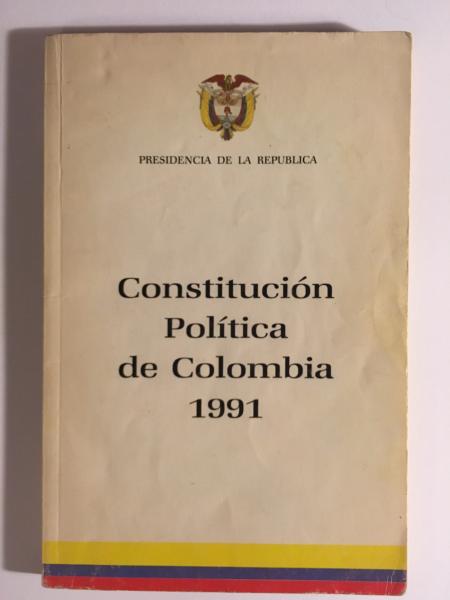 PRESIDENCIA DE LA REPUBLICA
Constitución
Política
de Colombia
1991